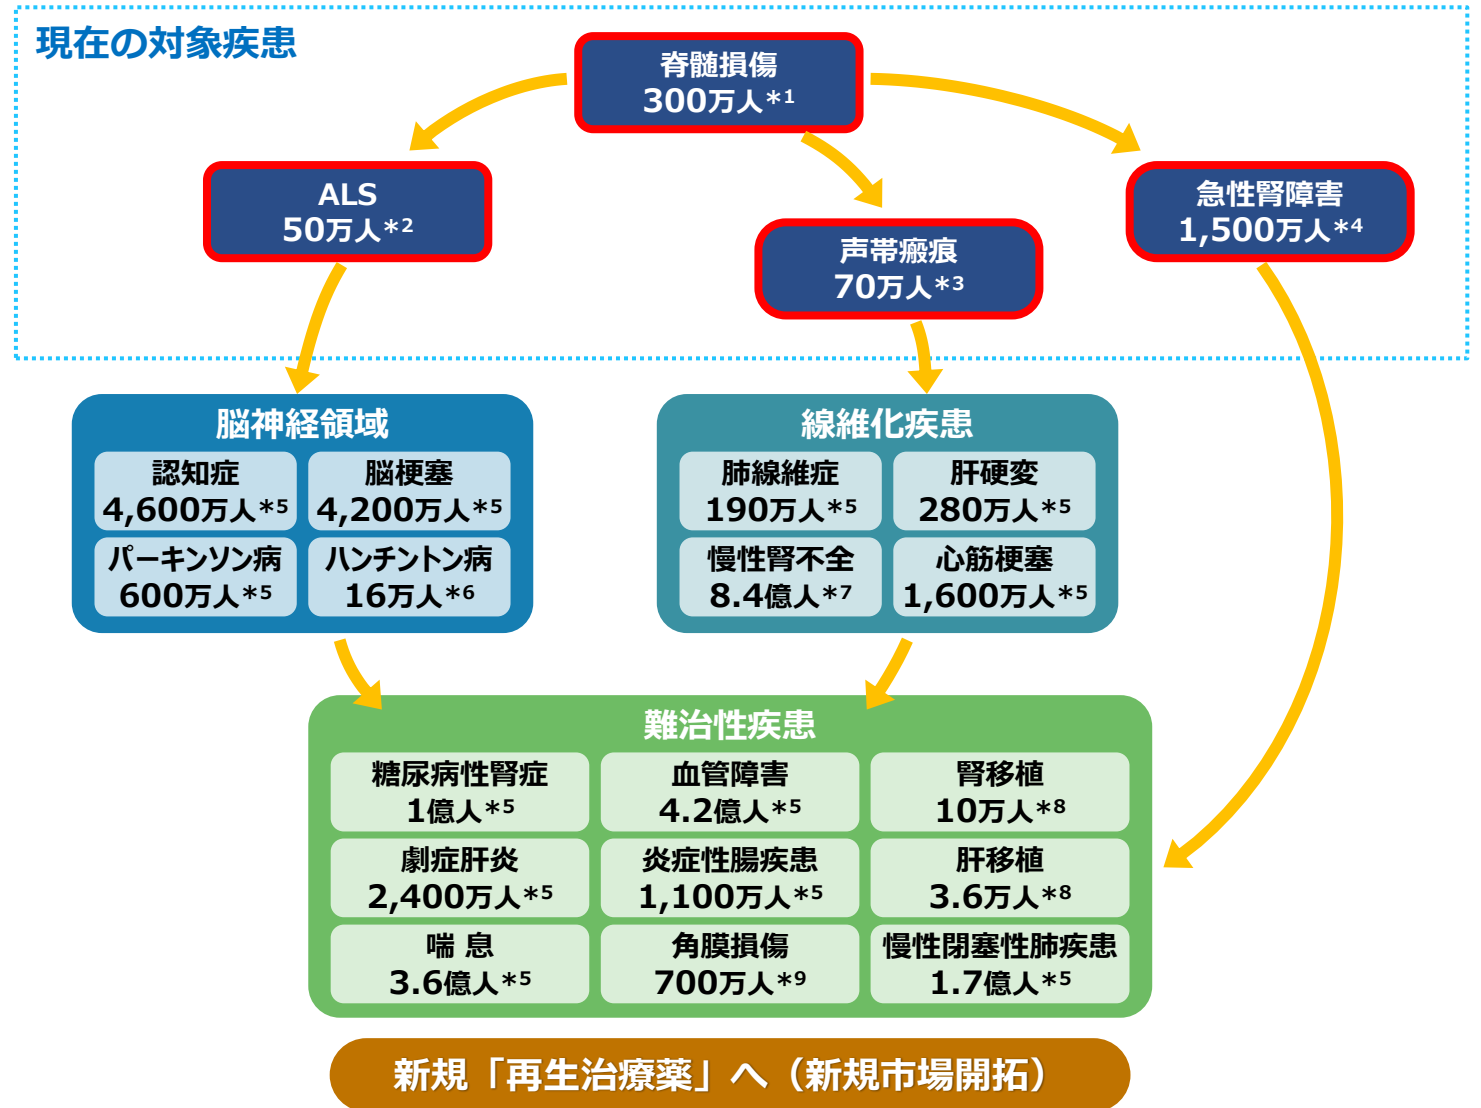 現在の対象疾患
脊髄損傷
300万人*1
ALS
50万人*2
声帯瘢痕
70万人*3
急性腎障害
1,500万人*4
脳神経領域
認知症
4,600万人*5
脳梗塞
4,200万人*5
パーキンソン病
600万人*5
ハンチントン病
16万人*6
線維化疾患
肺線維症
190万人*5
肝硬変
280万人*5
慢性腎不全
8.4億人*7
心筋梗塞
1,600万人*5
難治性疾患
糖尿病性腎症
1億人*5
血管障害
4.2億人*5
腎移植
10万人*8
劇症肝炎
2,400万人*5
炎症性腸疾患
1,100万人*5
肝移植
3.6万人*8
喘 息
3.6億人*5
角膜損傷
700万人*9
慢性閉塞性肺疾患
1.7億人*5
新規「再生治療薬」へ（新規市場開拓）